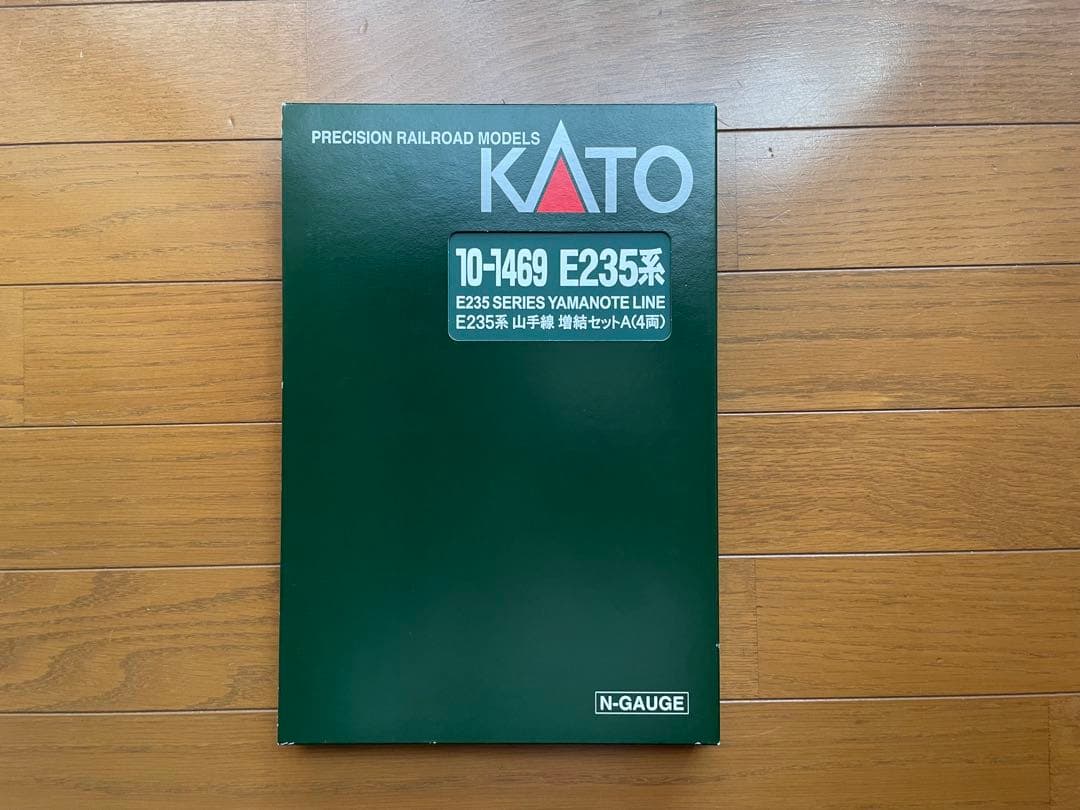 PRECISION RAILROAD MODELS
KATO
10-1469 E235系
E235 SERIES YAMANOTE LINE
E235系 山手線 増結セットA(4両)
N-GAUGE